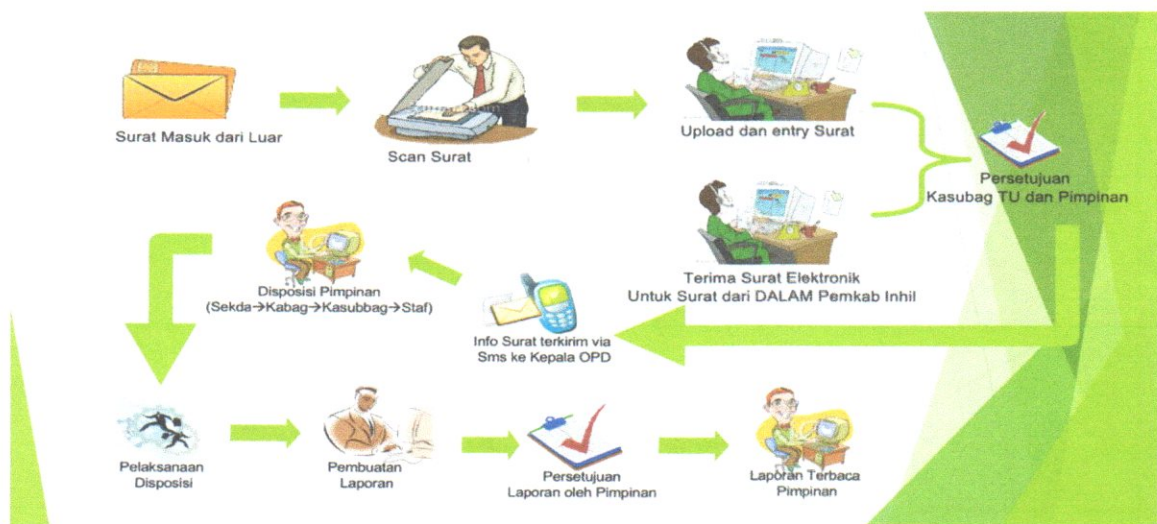 Surat Masuk dari Luar
Scan Surat
Upload dan entry Surat
Persetujuan
Kasubag TU dan Pimpinan
Terima Surat Elektronik
Untuk Surat dari DALAM Pemkab Inhil
Info Surat terkirim via
Sms ke Kepala OPD
Disposisi Pimpinan
(Sekda→Kabag→Kasubbag→Staf)
Pelaksanaan
Disposisi
Pembuatan
Laporan
Persetujuan
Laporan oleh Pimpinan
Laporan Terbaca
Pimpinan